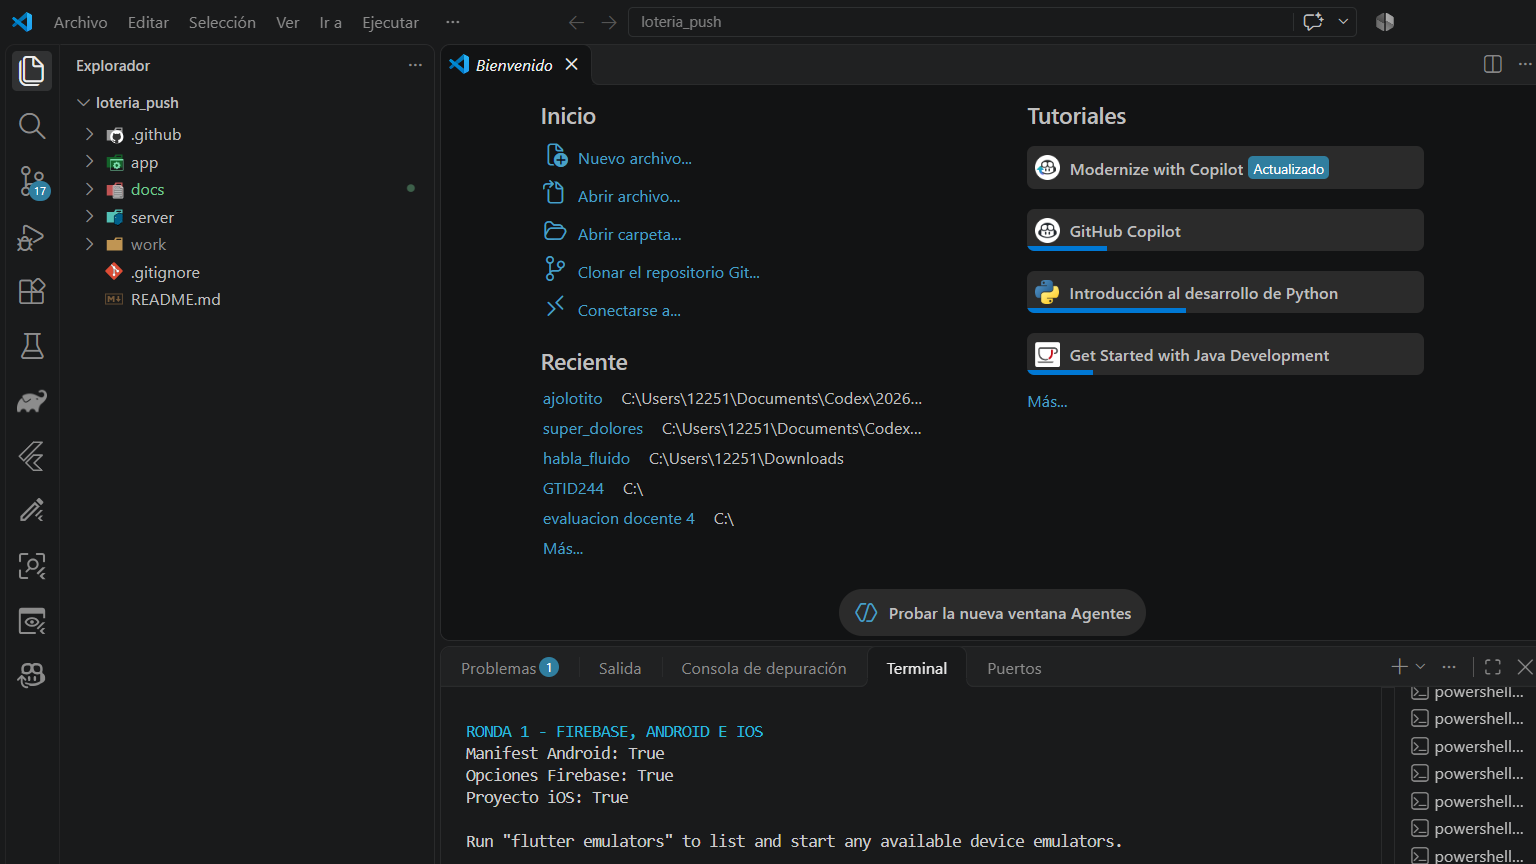 Archivo Editar Selección Ver Ir a Ejecutar ···
loteria_push
Explorador ···
loteria_push
.github
app
docs
server
work
.gitignore
README.md
17
Bienvenido
Inicio
Nuevo archivo...
Abrir archivo...
Abrir carpeta...
Clonar el repositorio Git...
Conectarse a...
Reciente
ajolotito C:\Users\12251\Documents\Codex\2026...
super_dolores C:\Users\12251\Documents\Codex...
habla_fluido C:\Users\12251\Downloads
GTID244 C:\
evaluacion docente 4 C:\
Más...
Tutoriales
Modernize with Copilot Actualizado
GitHub Copilot
Introducción al desarrollo de Python
Get Started with Java Development
Más...
Probar la nueva ventana Agentes
Problemas 1 Salida Consola de depuración Terminal Puertos
RONDA 1 - FIREBASE, ANDROID E IOS
Manifest Android: True
Opciones Firebase: True
Proyecto iOS: True
Run "flutter emulators" to list and start any available device emulators.
powershell...
powershell...
powershell...
powershell...
powershell...
powershell...
powershell...